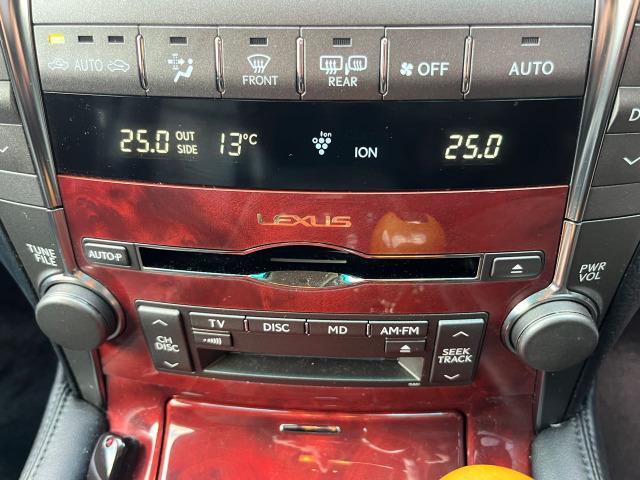 AUTO
FRONT
REAR
OFF
AUTO
25.0 OUT SIDE 13°C
Ion
ION
25.0
D
LEXUS
TUNE FILE
AUTO·P
PWR VOL
TV DISC MD AM·FM
CH DISC
SEEK TRACK